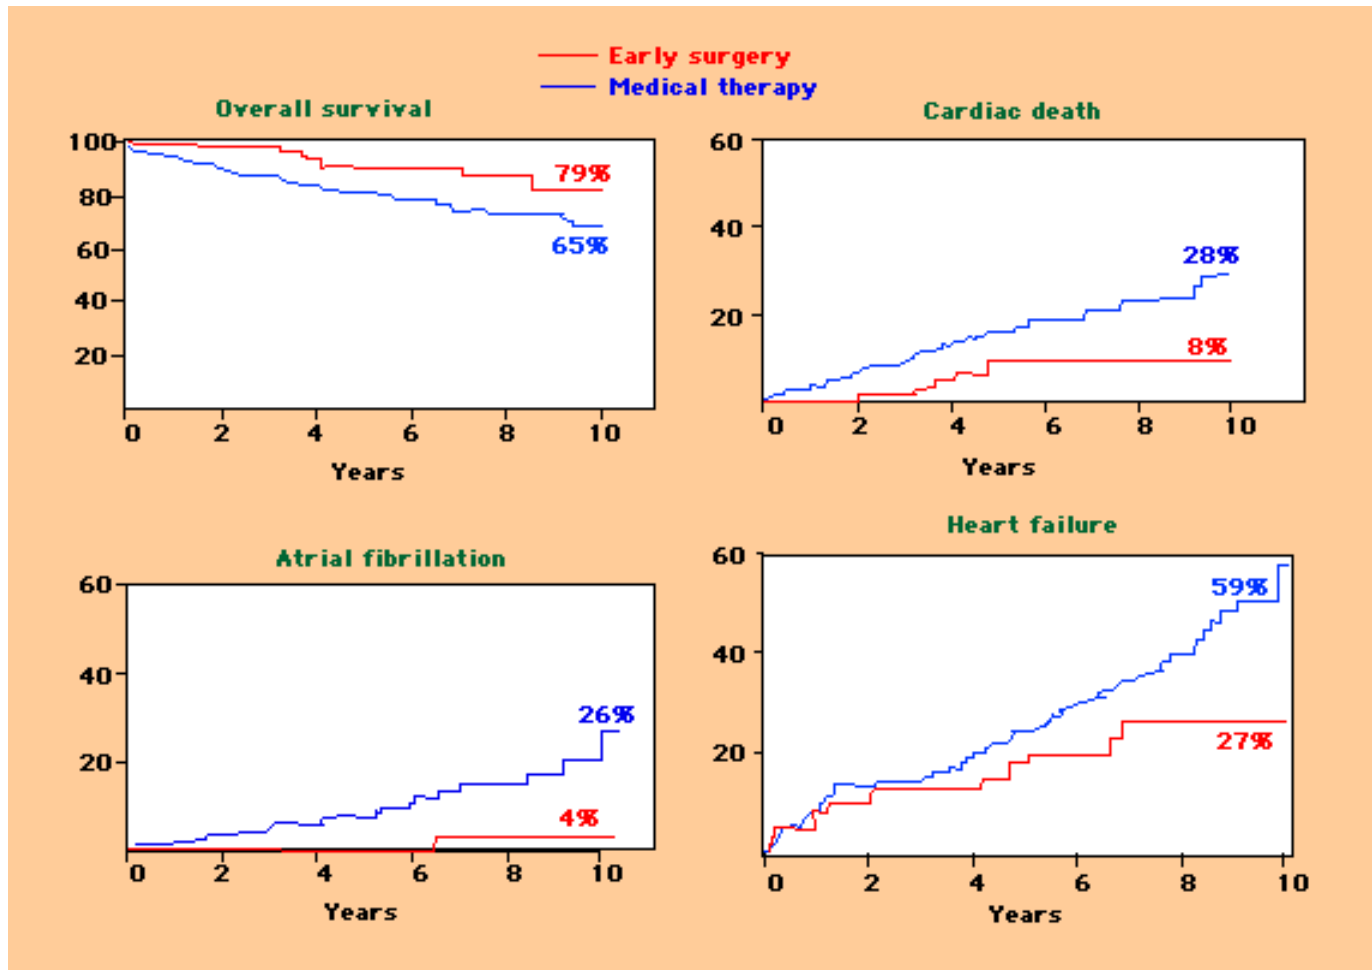 Early surgery
Medical therapy
Overall survival
100
80
60
40
20
79%
65%
0 2 4 6 8 10
Years
Cardiac death
60
40
20
28%
8%
0 2 4 6 8 10
Years
Atrial fibrillation
60
40
20
26%
4%
0 2 4 6 8 10
Years
Heart failure
60
40
20
59%
27%
0 2 4 6 8 10
Years